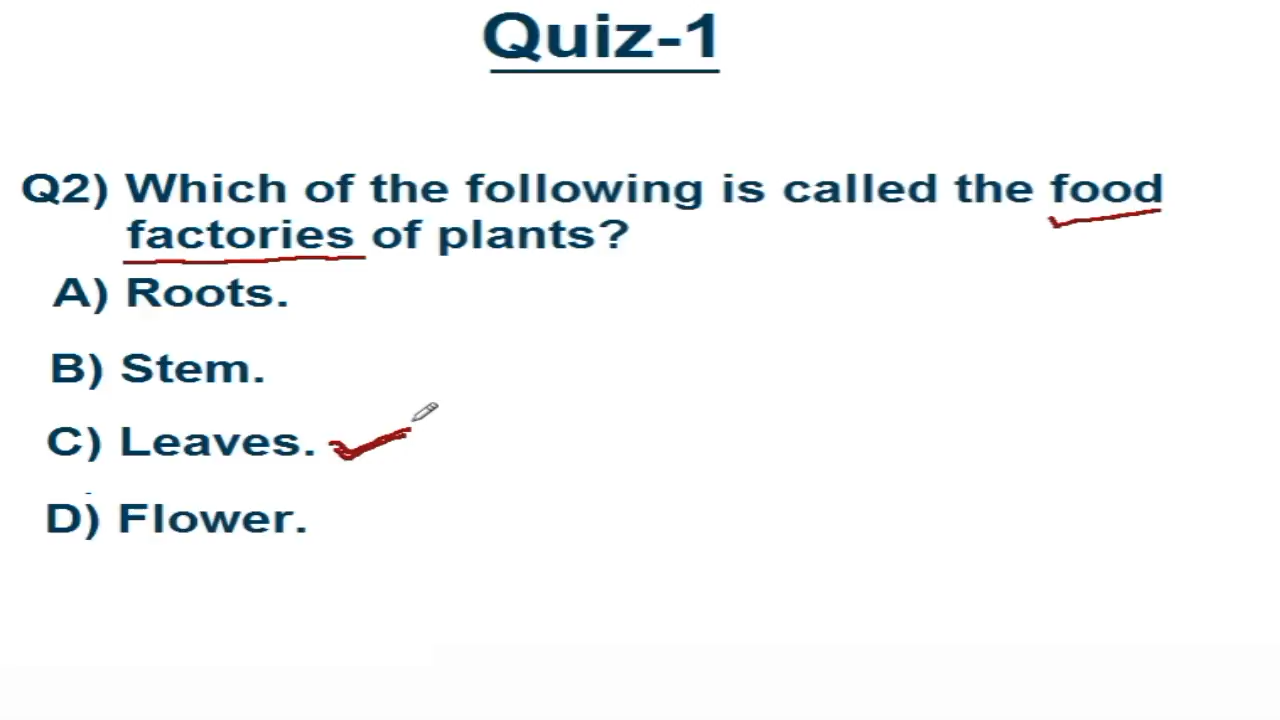 Quiz-1
Q2) Which of the following is called the food
factories of plants?
A) Roots.
B) Stem.
C) Leaves.
D) Flower.